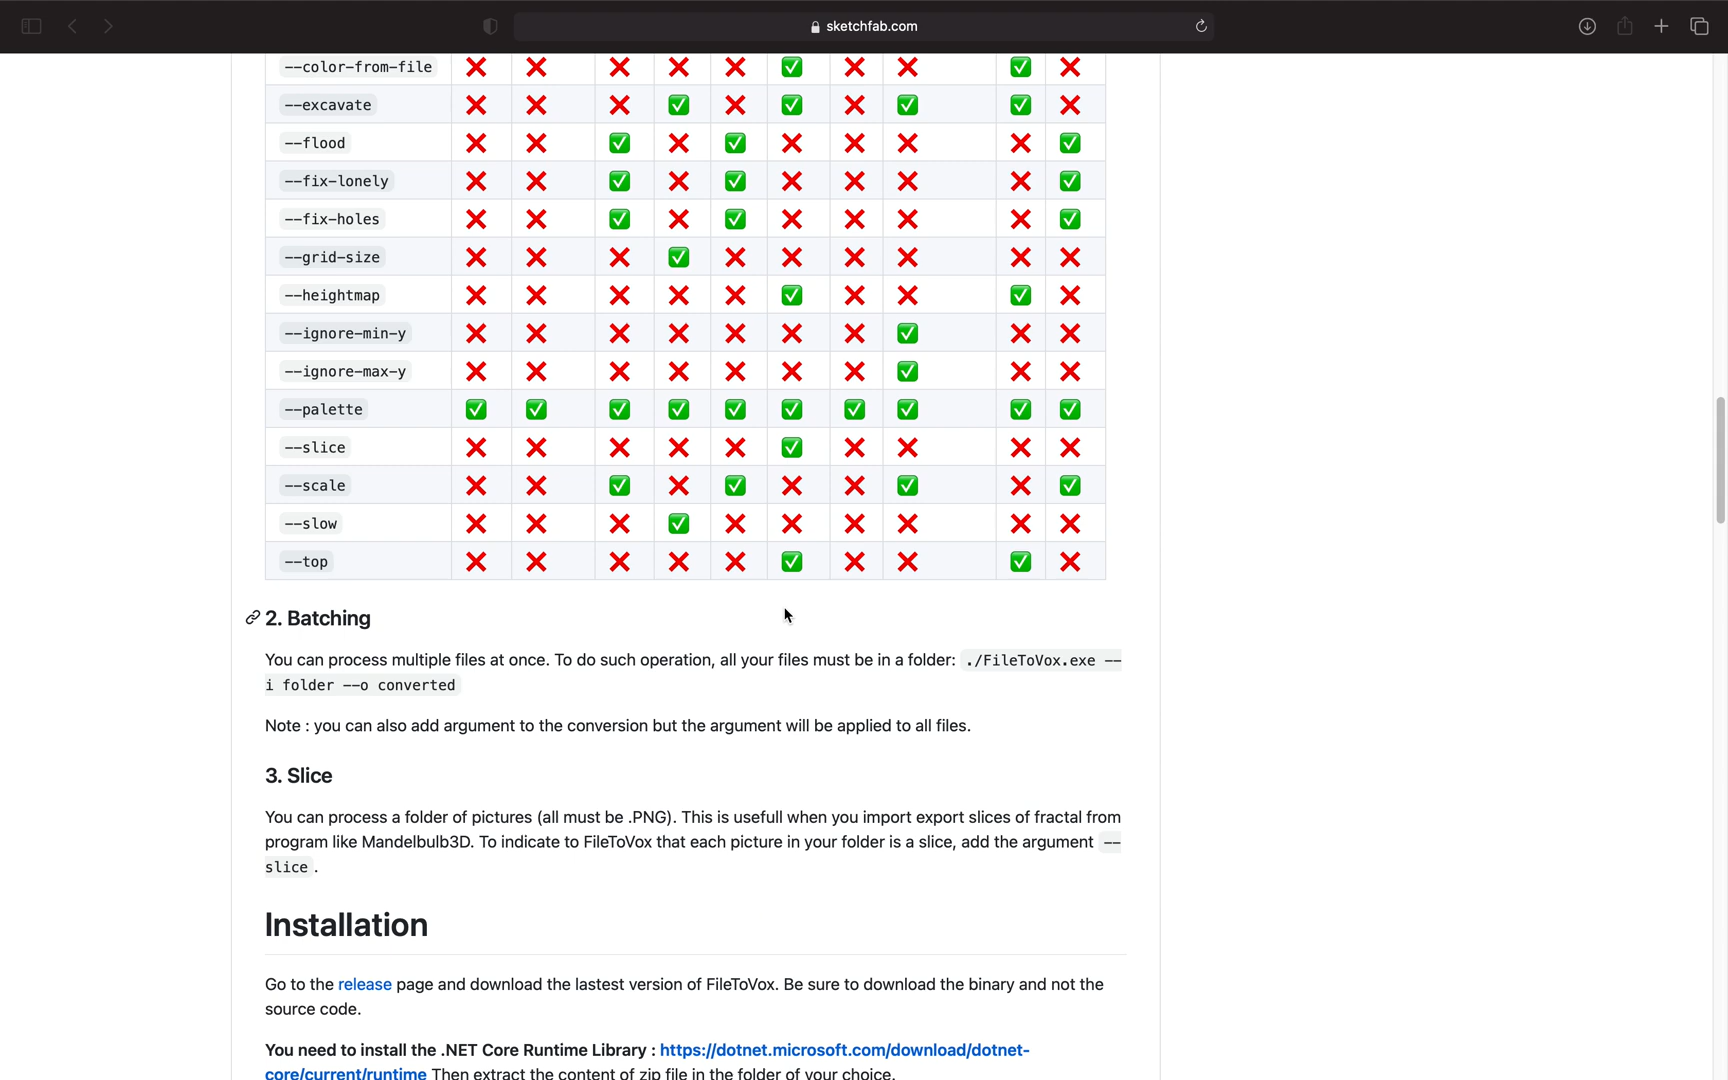 sketchfab.com
--color-from-file ❌ ❌ ❌ ❌ ❌ ✅ ❌ ❌ ✅ ❌
--excavate ❌ ❌ ❌ ✅ ❌ ✅ ❌ ✅ ✅ ❌
--flood ❌ ❌ ✅ ❌ ✅ ❌ ❌ ❌ ❌ ✅
--fix-lonely ❌ ❌ ✅ ❌ ✅ ❌ ❌ ❌ ❌ ✅
--fix-holes ❌ ❌ ✅ ❌ ✅ ❌ ❌ ❌ ❌ ✅
--grid-size ❌ ❌ ❌ ✅ ❌ ❌ ❌ ❌ ❌ ❌
--heightmap ❌ ❌ ❌ ❌ ❌ ✅ ❌ ❌ ✅ ❌
--ignore-min-y ❌ ❌ ❌ ❌ ❌ ❌ ❌ ✅ ❌ ❌
--ignore-max-y ❌ ❌ ❌ ❌ ❌ ❌ ❌ ✅ ❌ ❌
--palette ✅ ✅ ✅ ✅ ✅ ✅ ✅ ✅ ✅ ✅
--slice ❌ ❌ ❌ ❌ ❌ ✅ ❌ ❌ ❌ ❌
--scale ❌ ❌ ✅ ❌ ✅ ❌ ❌ ✅ ❌ ✅
--slow ❌ ❌ ❌ ✅ ❌ ❌ ❌ ❌ ❌ ❌
--top ❌ ❌ ❌ ❌ ❌ ✅ ❌ ❌ ✅ ❌
2. Batching
You can process multiple files at once. To do such operation, all your files must be in a folder: ./FileToVox.exe --
i folder --o converted
Note : you can also add argument to the conversion but the argument will be applied to all files.
3. Slice
You can process a folder of pictures (all must be .PNG). This is usefull when you import export slices of fractal from
program like Mandelbulb3D. To indicate to FileToVox that each picture in your folder is a slice, add the argument --
slice .
Installation
Go to the release page and download the lastest version of FileToVox. Be sure to download the binary and not the
source code.
You need to install the .NET Core Runtime Library : https://dotnet.microsoft.com/download/dotnet-
core/current/runtime Then extract the content of zip file in the folder of your choice.